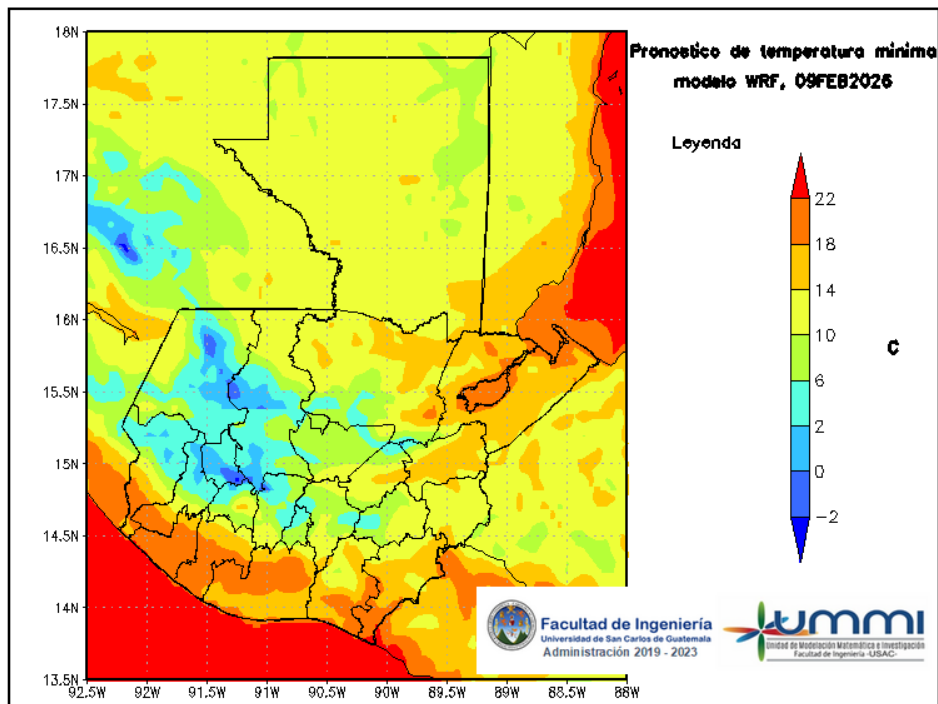 Pronostico de temperatura minima
modelo WRF, 09FEB2026
Leyenda
22
18
14
10
6
2
0
−2
C
18N
17.5N
17N
16.5N
16N
15.5N
15N
14.5N
14N
13.5N
92.5W
92W
91.5W
91W
90.5W
90W
89.5W
89W
88.5W
88W
Facultad de Ingeniería
Universidad de San Carlos de Guatemala
Administración 2019 - 2023
UMMI
Unidad de Modelación Matemática e Investigación
Facultad de Ingeniería -USAC-